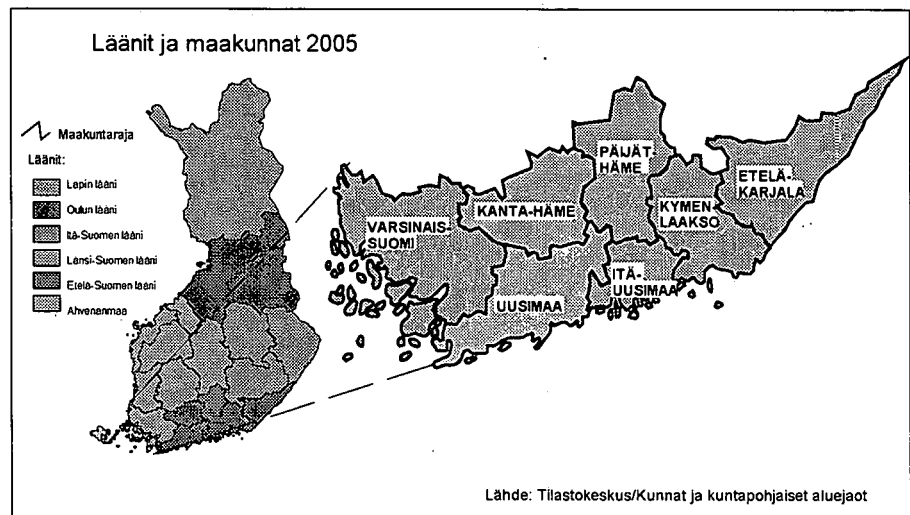 Läänit ja maakunnat 2005
Maakuntaraja
Läänit:
Lapin lääni
Oulun lääni
Itä-Suomen lääni
Länsi-Suomen lääni
Etelä-Suomen lääni
Ahvenanmaa
VARSINAIS-
SUOMI
KANTA-HÄME
PÄIJÄT-
HÄME
UUSIMAA
ITÄ-
UUSIMAA
KYMEN-
LAAKSO
ETELÄ-
KARJALA
Lähde: Tilastokeskus/Kunnat ja kuntapohjaiset aluejaot